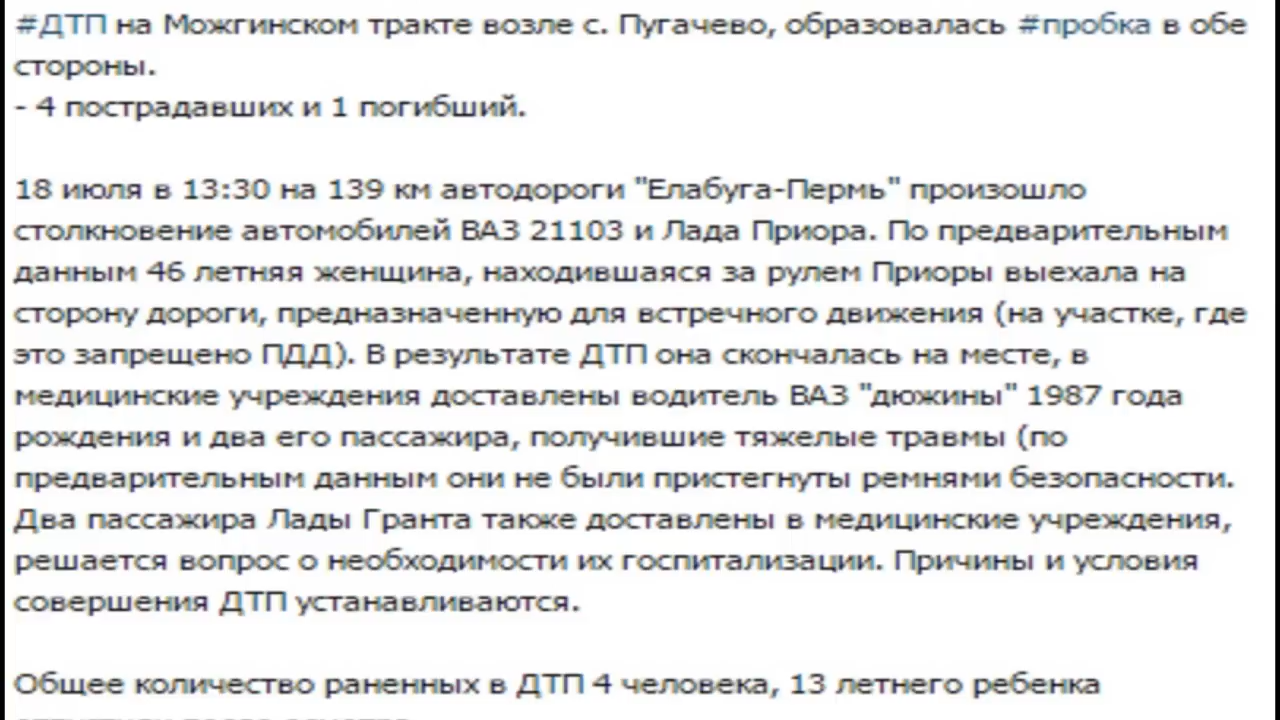 #ДТП на Можгинском тракте возле с. Пугачево, образовалась #пробка в обе
стороны.
- 4 пострадавших и 1 погибший.
18 июля в 13:30 на 139 км автодороги "Елабуга-Пермь" произошло
столкновение автомобилей ВАЗ 21103 и Лада Приора. По предварительным
данным 46 летняя женщина, находившаяся за рулем Приоры выехала на
сторону дороги, предназначенную для встречного движения (на участке, где
это запрещено ПДД). В результате ДТП она скончалась на месте, в
медицинские учреждения доставлены водитель ВАЗ "дюжины" 1987 года
рождения и два его пассажира, получившие тяжелые травмы (по
предварительным данным они не были пристегнуты ремнями безопасности.
Два пассажира Лады Гранта также доставлены в медицинские учреждения,
решается вопрос о необходимости их госпитализации. Причины и условия
совершения ДТП устанавливаются.
Общее количество раненных в ДТП 4 человека, 13 летнего ребенка